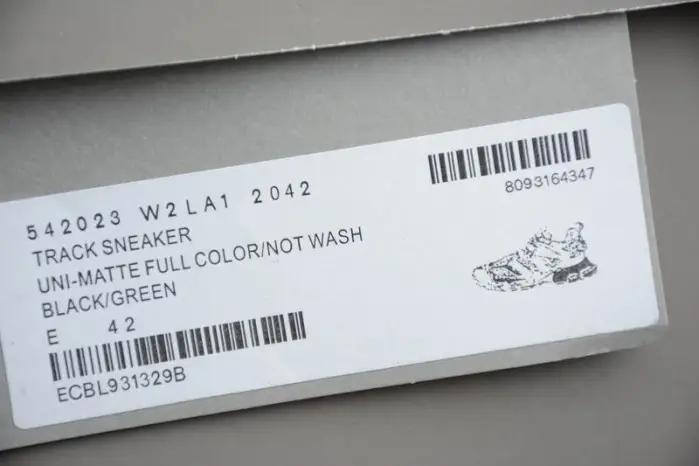 542023 W2LA1 2042
TRACK SNEAKER
UNI-MATTE FULL COLOR/NOT WASH
BLACK/GREEN
E 42
ECBL931329B
8093164347